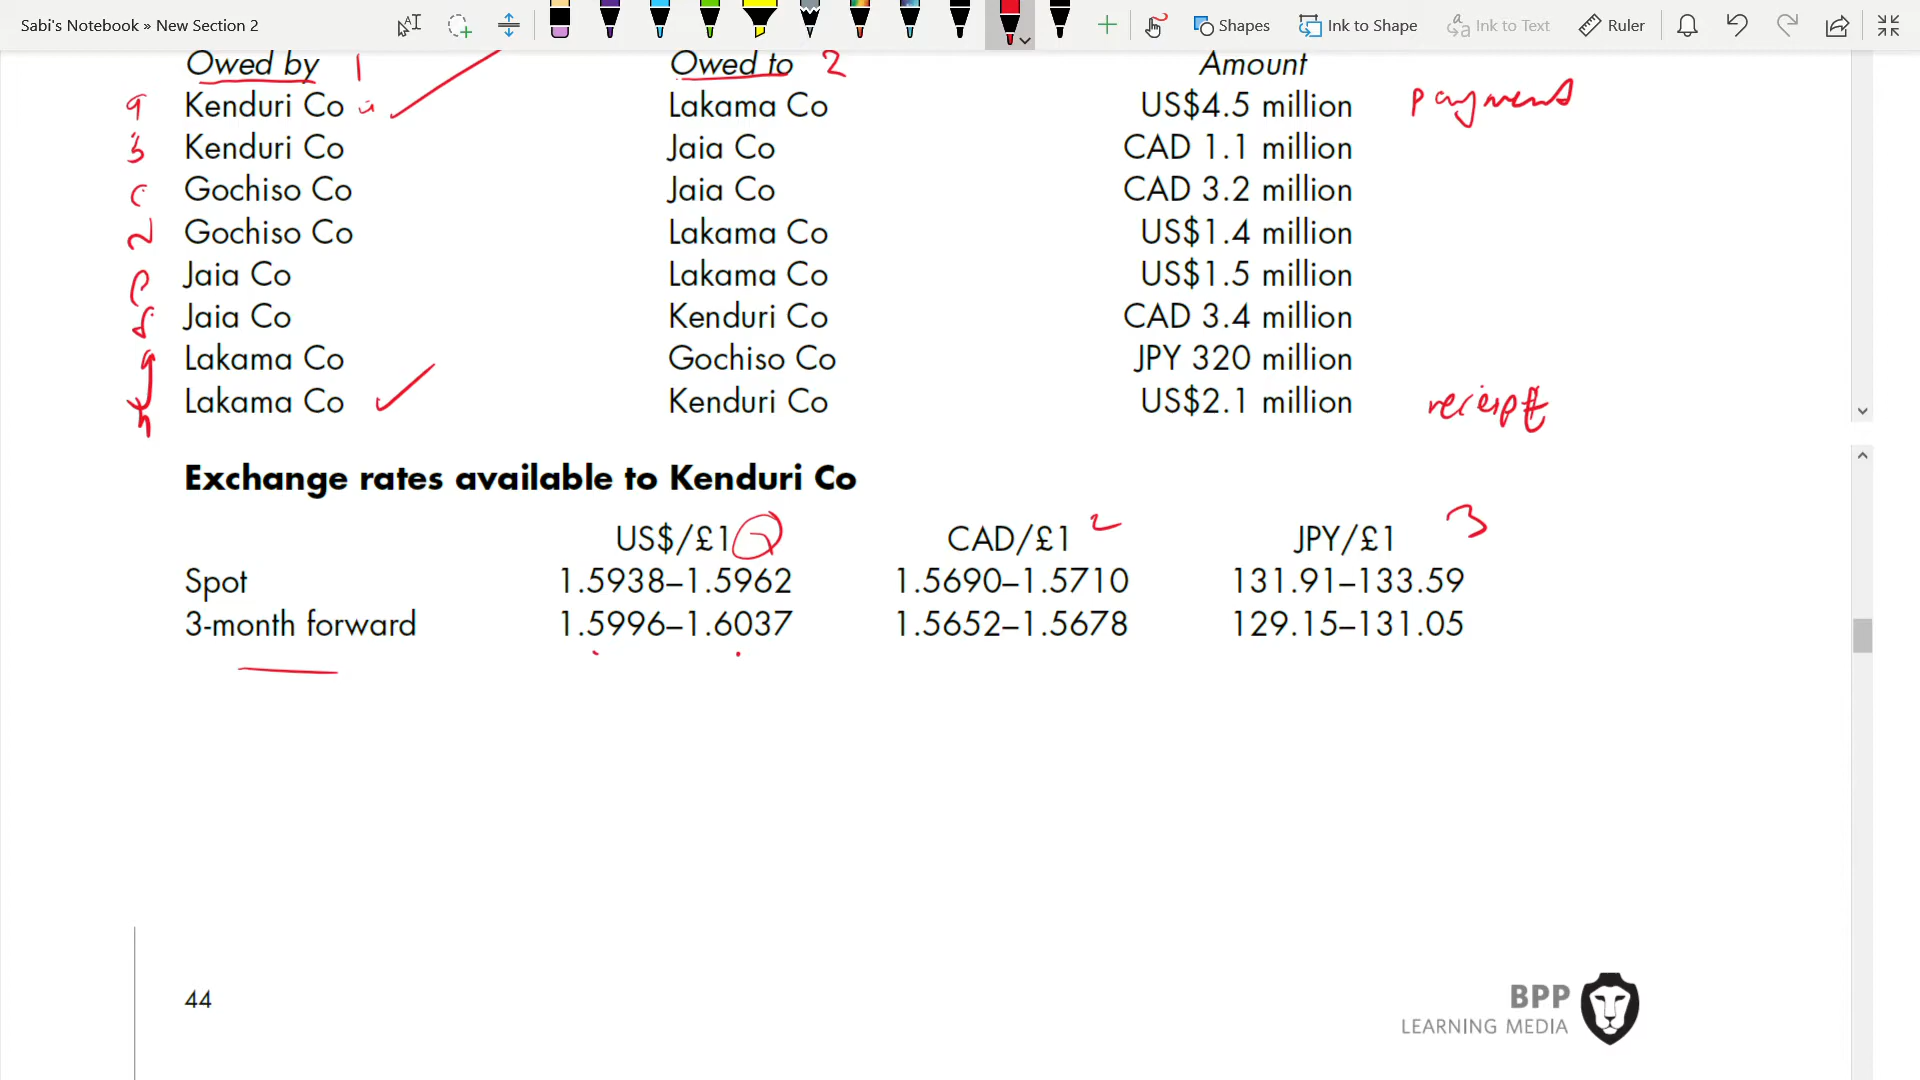 Sabi's Notebook » New Section 2
Shapes Ink to Shape Ink to Text Ruler
Owed by 1 Owed to 2 Amount
a Kenduri Co Lakama Co US$4.5 million payment
b Kenduri Co Jaia Co CAD 1.1 million
c Gochiso Co Jaia Co CAD 3.2 million
Gochiso Co Lakama Co US$1.4 million
Jaia Co Lakama Co US$1.5 million
Jaia Co Kenduri Co CAD 3.4 million
g Lakama Co Gochiso Co JPY 320 million
h Lakama Co Kenduri Co US$2.1 million
Exchange rates available to Kenduri Co
US$/£1 CAD/£1 2 JPY/£1 3
Spot 1.5938–1.5962 1.5690–1.5710 131.91–133.59
3-month forward 1.5996–1.6037 1.5652–1.5678 129.15–131.05
44
BPP
LEARNING MEDIA